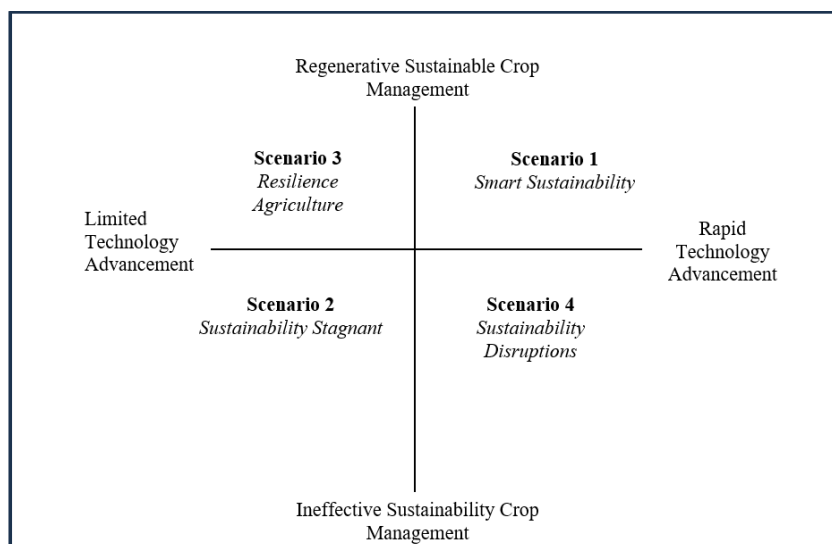 Regenerative Sustainable Crop
Management
Scenario 3
Resilience
Agriculture
Scenario 1
Smart Sustainability
Limited
Technology
Advancement
Rapid
Technology
Advancement
Scenario 2
Sustainability Stagnant
Scenario 4
Sustainability
Disruptions
Ineffective Sustainability Crop
Management